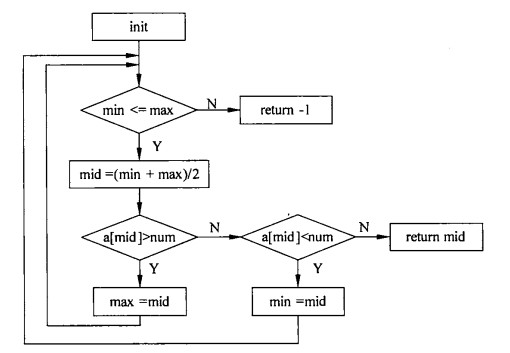 init
min <= max
N
return -1
Y
mid =(min + max)/2
a[mid]>num
N
a[mid]<num
N
return mid
Y
Y
max =mid
min =mid